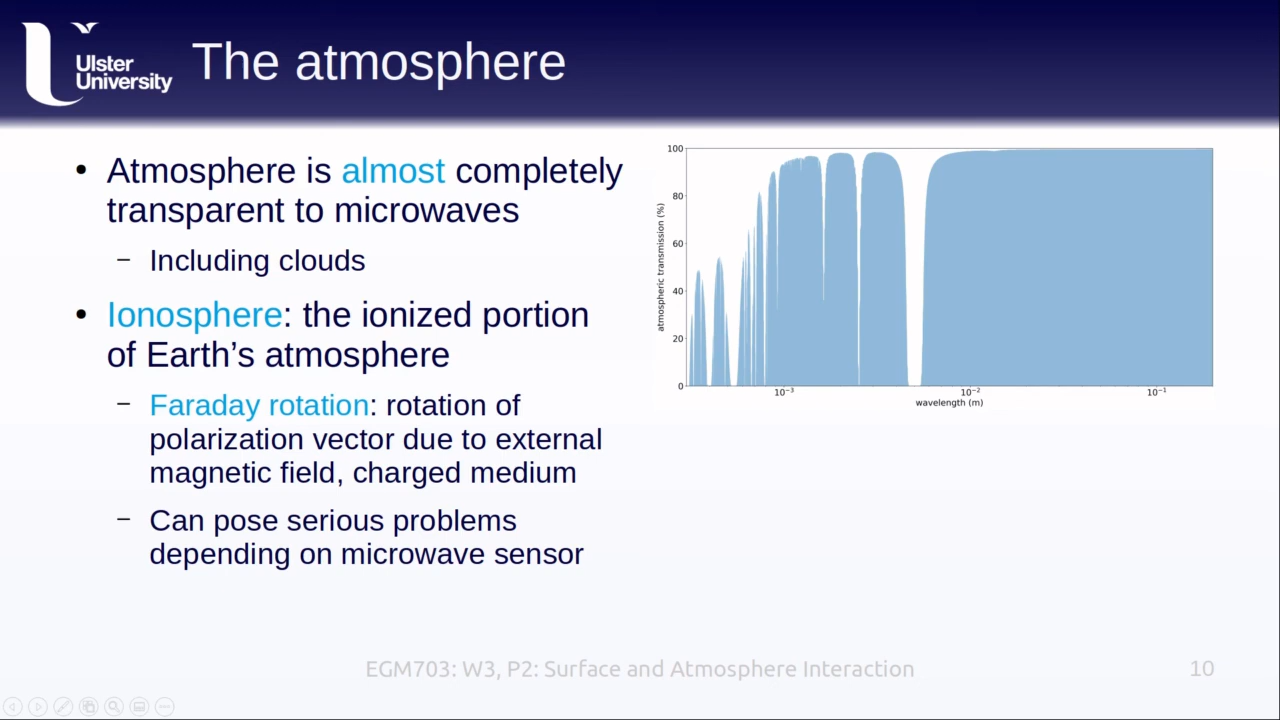 Ulster
University
The atmosphere
• Atmosphere is almost completely
transparent to microwaves
– Including clouds
• Ionosphere: the ionized portion
of Earth’s atmosphere
– Faraday rotation: rotation of
polarization vector due to external
magnetic field, charged medium
– Can pose serious problems
depending on microwave sensor
atmospheric transmission (%)
100
80
60
40
20
0
10⁻³ 10⁻² 10⁻¹
wavelength (m)
EGM703: W3, P2: Surface and Atmosphere Interaction
10